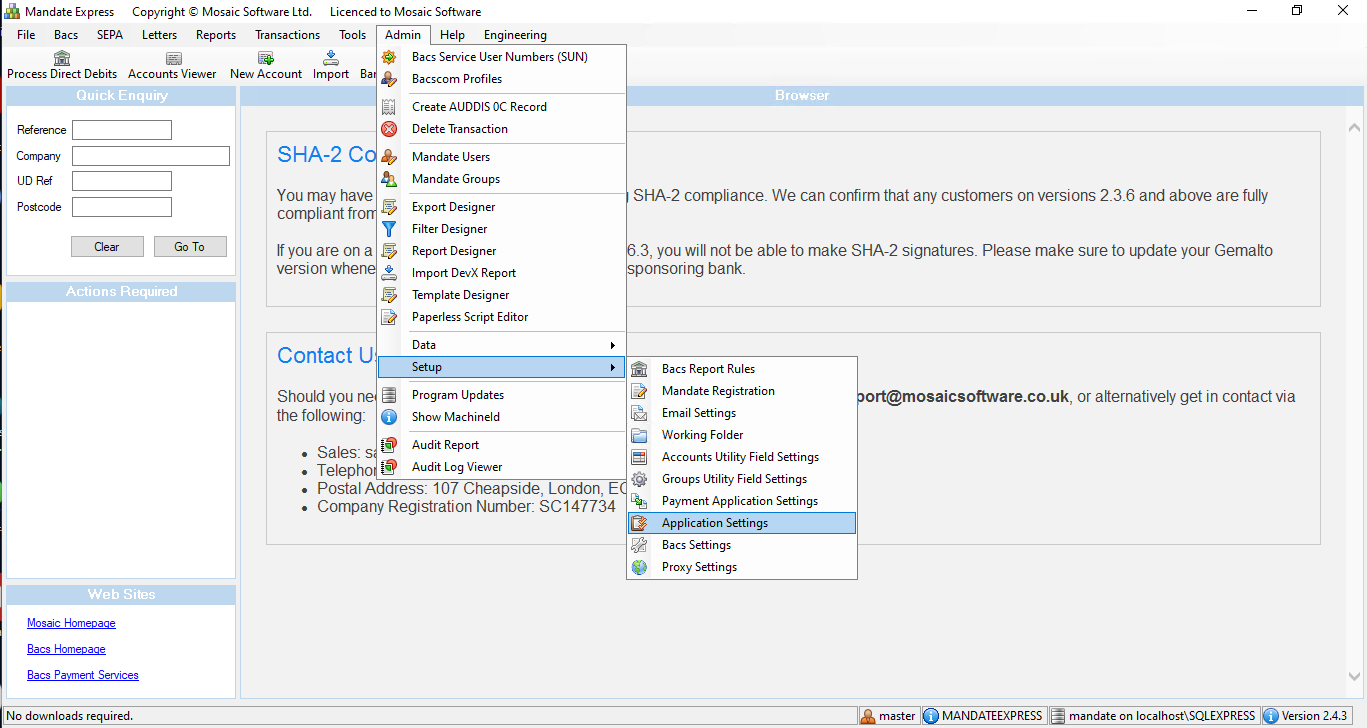 Mandate Express Copyright © Mosaic Software Ltd. Licenced to Mosaic Software
File Bacs SEPA Letters Reports Transactions Tools Admin Help Engineering
Process Direct Debits Accounts Viewer New Account Import Bar
Quick Enquiry
Reference
Company
UD Ref
Postcode
Clear Go To
Actions Required
Web Sites
Mosaic Homepage
Bacs Homepage
Bacs Payment Services
Bacs Service User Numbers (SUN)
Bacscom Profiles
Create AUDDIS 0C Record
Delete Transaction
Mandate Users
Mandate Groups
Export Designer
Filter Designer
Report Designer
Import DevX Report
Template Designer
Paperless Script Editor
Data
Setup
Program Updates
Show MachineId
Audit Report
Audit Log Viewer
Bacs Report Rules
Mandate Registration
Email Settings
Working Folder
Accounts Utility Field Settings
Groups Utility Field Settings
Payment Application Settings
Application Settings
Bacs Settings
Proxy Settings
Browser
SHA-2 Co
You may have SHA-2 compliance. We can confirm that any customers on versions 2.3.6 and above are fully
compliant from
If you are on a 6.3, you will not be able to make SHA-2 signatures. Please make sure to update your Gemalto
version whene sponsoring bank.
Contact Us
Should you nee port@mosaicsoftware.co.uk, or alternatively get in contact via
the following:
• Sales: sa
• Telephon
• Postal Address: 107 Cheapside, London, EC
• Company Registration Number: SC147734
No downloads required. master MANDATEEXPRESS mandate on localhost\SQLEXPRESS Version 2.4.3